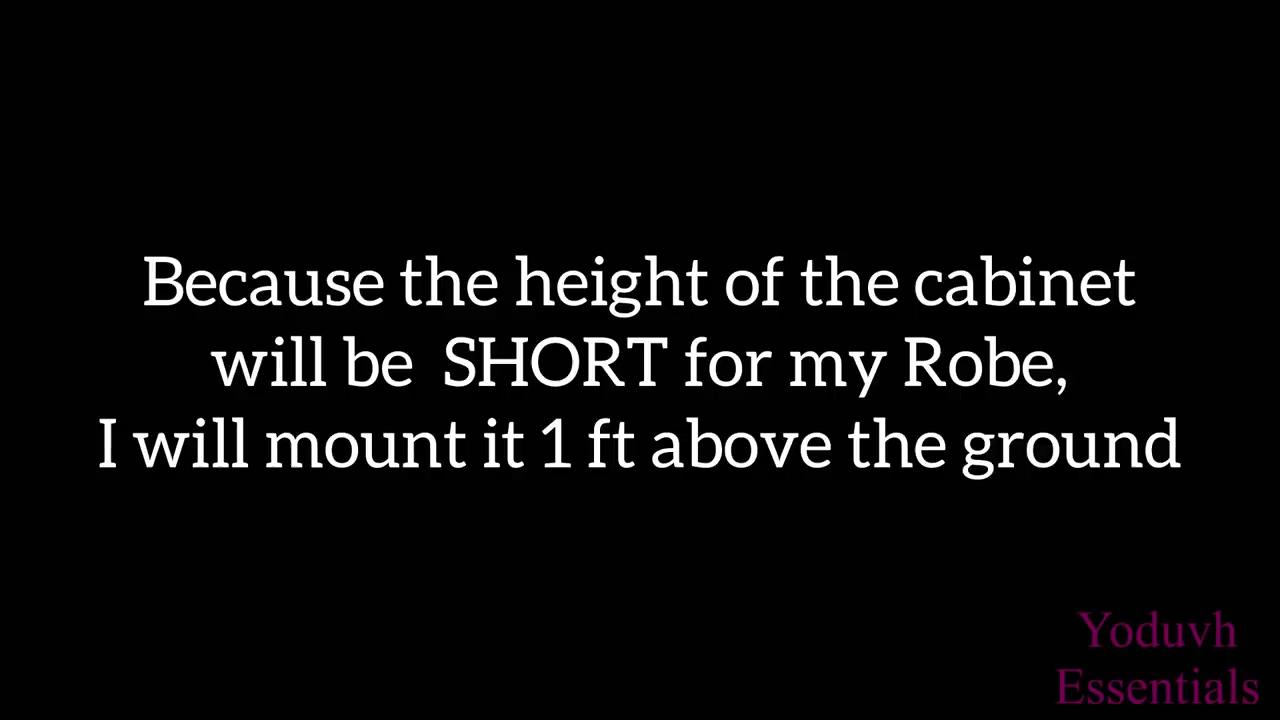 Because the height of the cabinet
will be  SHORT for my Robe,
I will mount it 1 ft above the ground
Yoduvh
Essentials